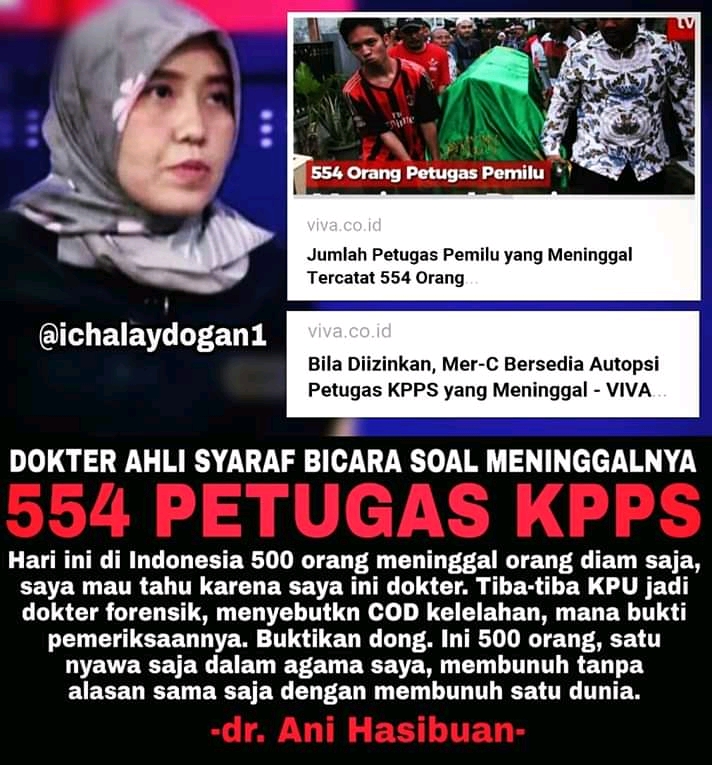 tv
554 Orang Petugas Pemilu
viva.co.id
Jumlah Petugas Pemilu yang Meninggal
Tercatat 554 Orang...
@ichalaydogan1
viva.co.id
Bila Diizinkan, Mer-C Bersedia Autopsi
Petugas KPPS yang Meninggal - VIVA...
DOKTER AHLI SYARAF BICARA SOAL MENINGGALNYA
554 PETUGAS KPPS
Hari ini di Indonesia 500 orang meninggal orang diam saja,
saya mau tahu karena saya ini dokter. Tiba-tiba KPU jadi
dokter forensik, menyebutkn COD kelelahan, mana bukti
pemeriksaannya. Buktikan dong. Ini 500 orang, satu
nyawa saja dalam agama saya, membunuh tanpa
alasan sama saja dengan membunuh satu dunia.
-dr. Ani Hasibuan-